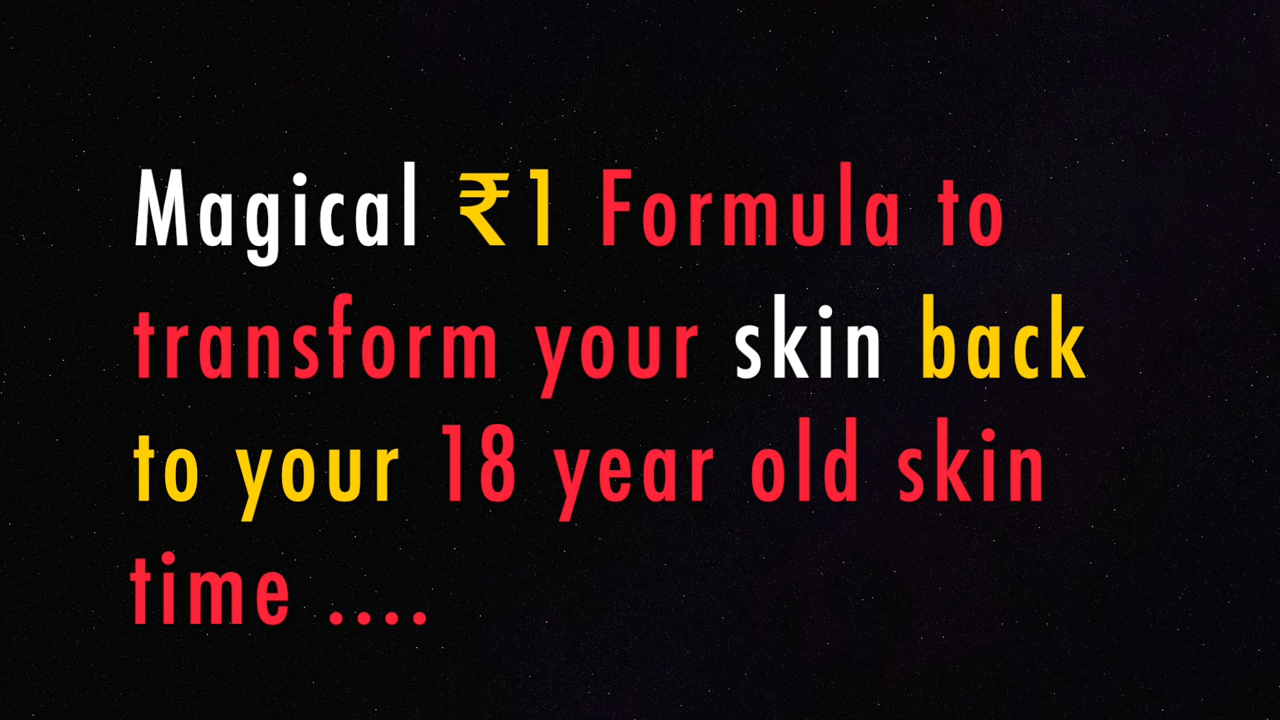 Magical ₹1 Formula to
transform your skin back
to your 18 year old skin
time ....